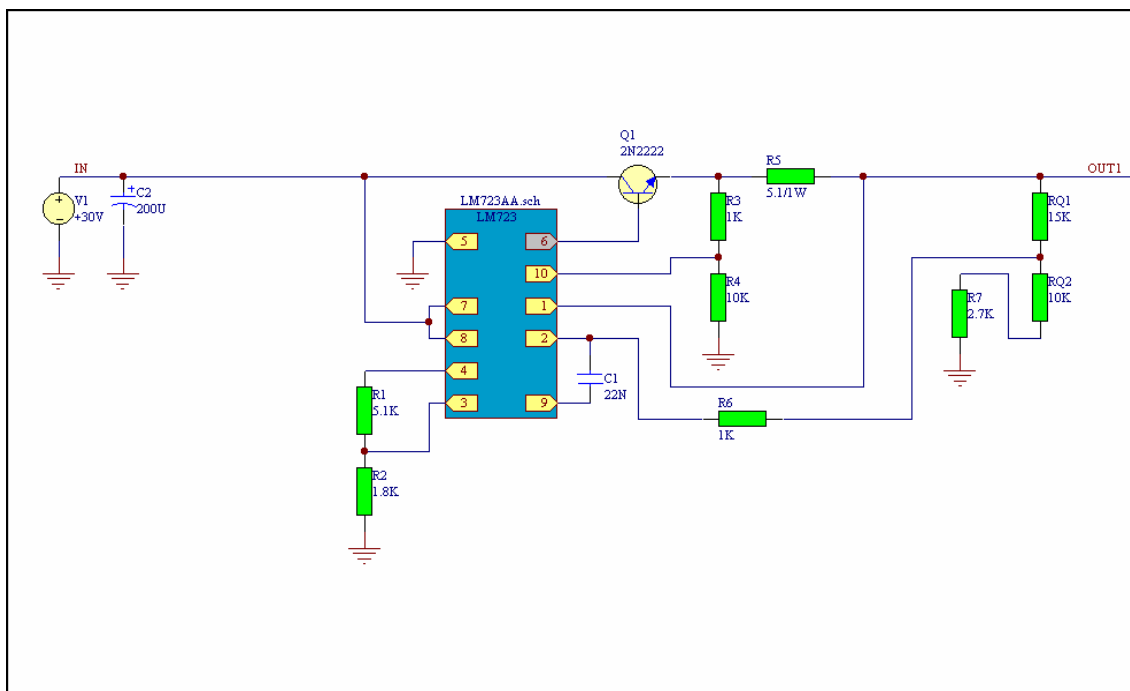 Q1
2N2222
IN
R5
5.1/1W
OUT1
V1
+30V
+
C2
200U
LM723AA.sch
LM723
R3
1K
RQ1
15K
5
6
10
R4
10K
RQ2
10K
R7
2.7K
7
1
8
2
4
C1
22N
R1
5.1K
3
9
R6
1K
R2
1.8K